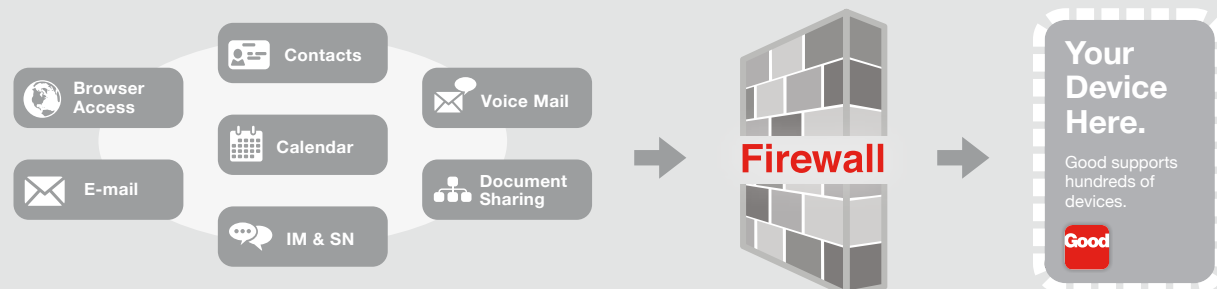 Contacts
Browser
Access
Voice Mail
Calendar
E-mail
Document
Sharing
IM & SN
Firewall
Your
Device
Here.
Good supports
hundreds of
devices.
Good